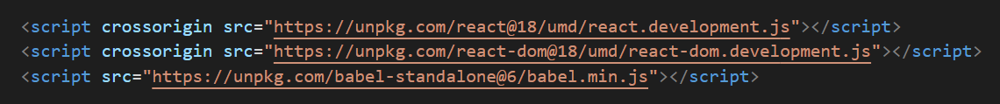 <script crossorigin src="https://unpkg.com/react@18/umd/react.development.js"></script>
<script crossorigin src="https://unpkg.com/react-dom@18/umd/react-dom.development.js"></script>
<script src="https://unpkg.com/babel-standalone@6/babel.min.js"></script>